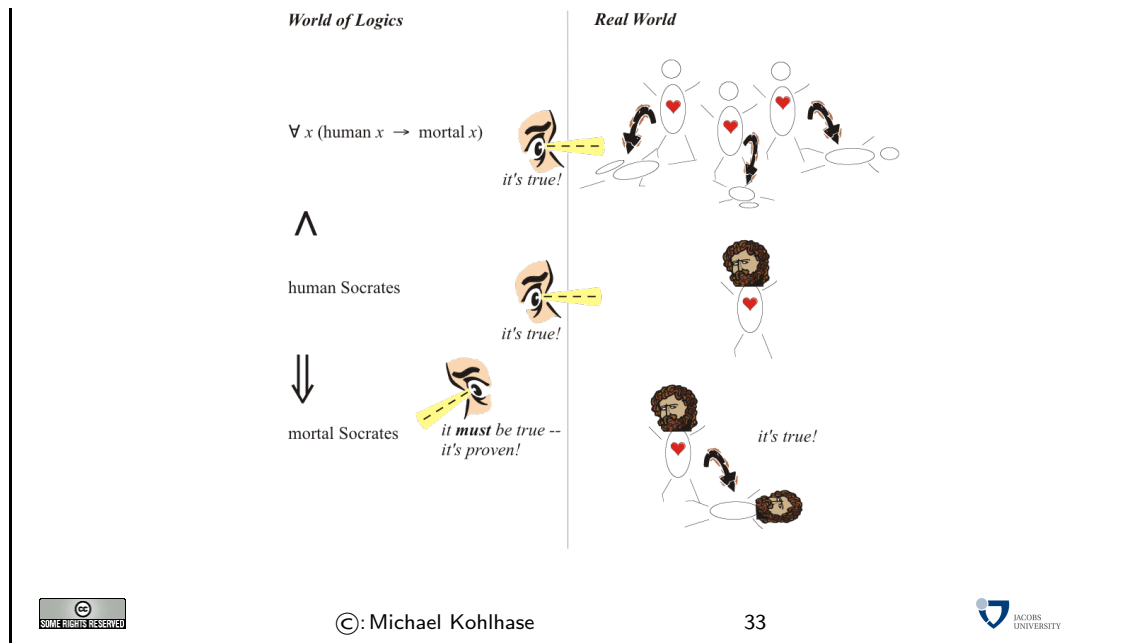 World of Logics
Real World
∀ x (human x → mortal x)
it's true!
∧
human Socrates
it's true!
⇓
mortal Socrates
it must be true --
it's proven!
it's true!
cc
SOME RIGHTS RESERVED
©: Michael Kohlhase
33
JACOBS
UNIVERSITY